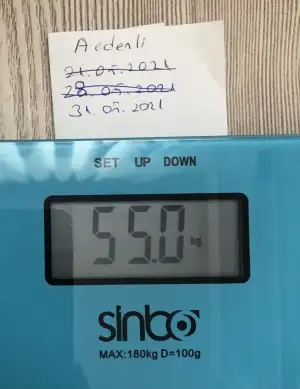 Aedenli
21.05.2021
28.05.2021
31.05.2021
SET UP DOWN
55.0 kg
sinbo
MAX:180kg D=100g